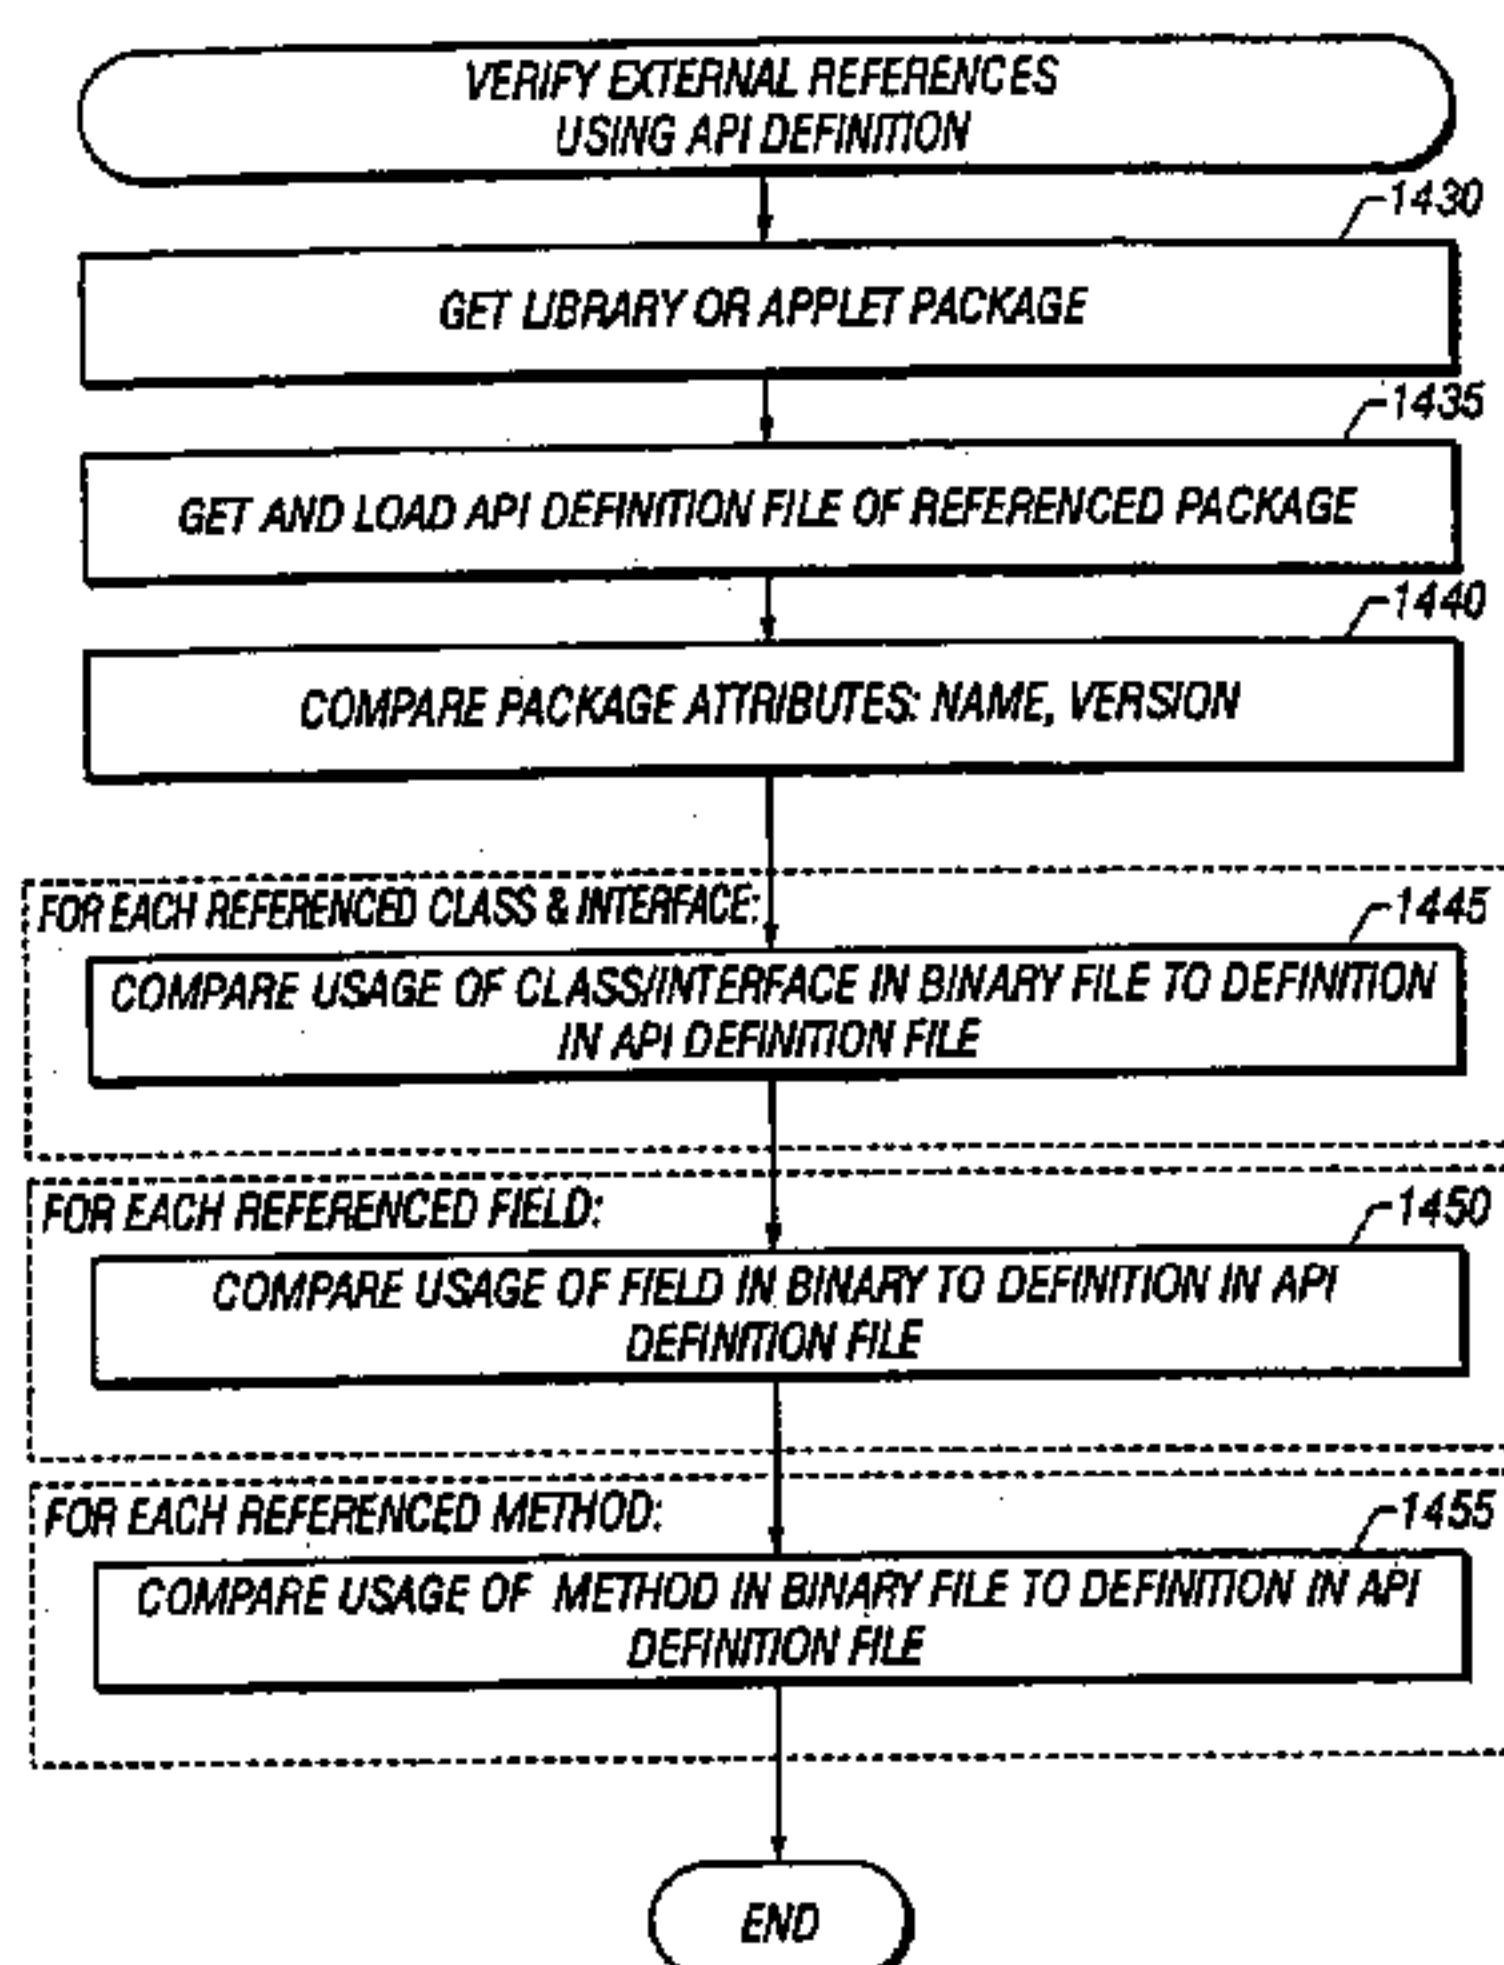 VERIFY EXTERNAL REFERENCES
USING API DEFINITION
1430
GET LIBRARY OR APPLET PACKAGE
1435
GET AND LOAD API DEFINITION FILE OF REFERENCED PACKAGE
1440
COMPARE PACKAGE ATTRIBUTES: NAME, VERSION
FOR EACH REFERENCED CLASS & INTERFACE:
1445
COMPARE USAGE OF CLASS/INTERFACE IN BINARY FILE TO DEFINITION
IN API DEFINITION FILE
FOR EACH REFERENCED FIELD:
1450
COMPARE USAGE OF FIELD IN BINARY TO DEFINITION IN API
DEFINITION FILE
FOR EACH REFERENCED METHOD:
1455
COMPARE USAGE OF METHOD IN BINARY FILE TO DEFINITION IN API
DEFINITION FILE
END